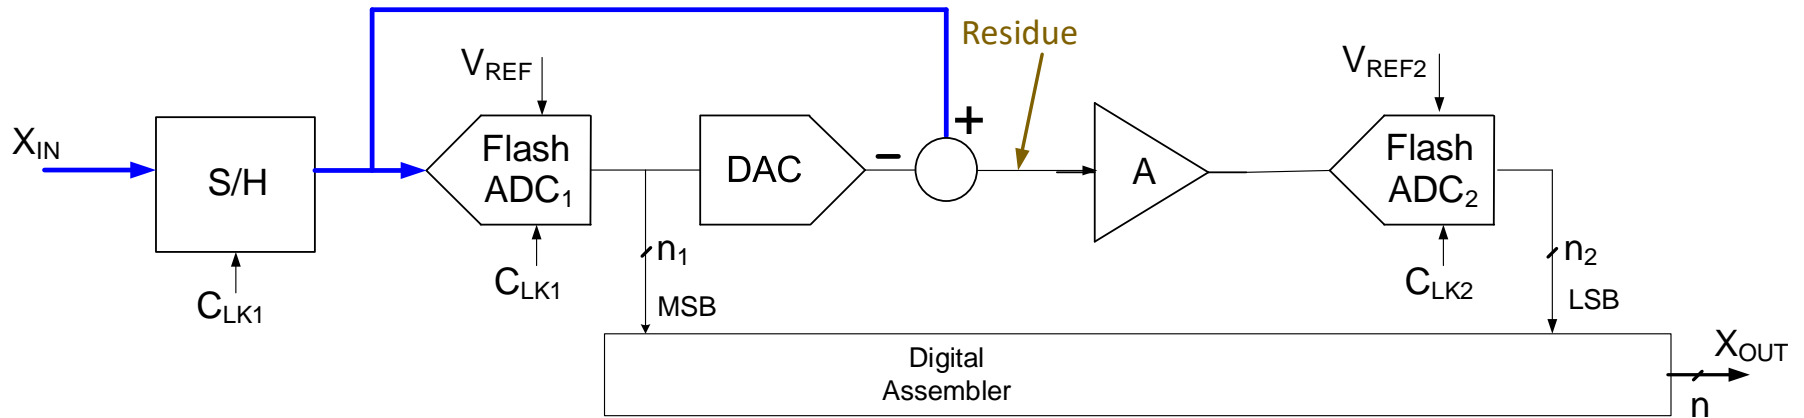 Residue
V_REF
V_REF2
X_IN
S/H
Flash
ADC_1
DAC
−
+
A
Flash
ADC_2
C_LK1
C_LK1
n_1
MSB
C_LK2
n_2
LSB
Digital
Assembler
X_OUT
n